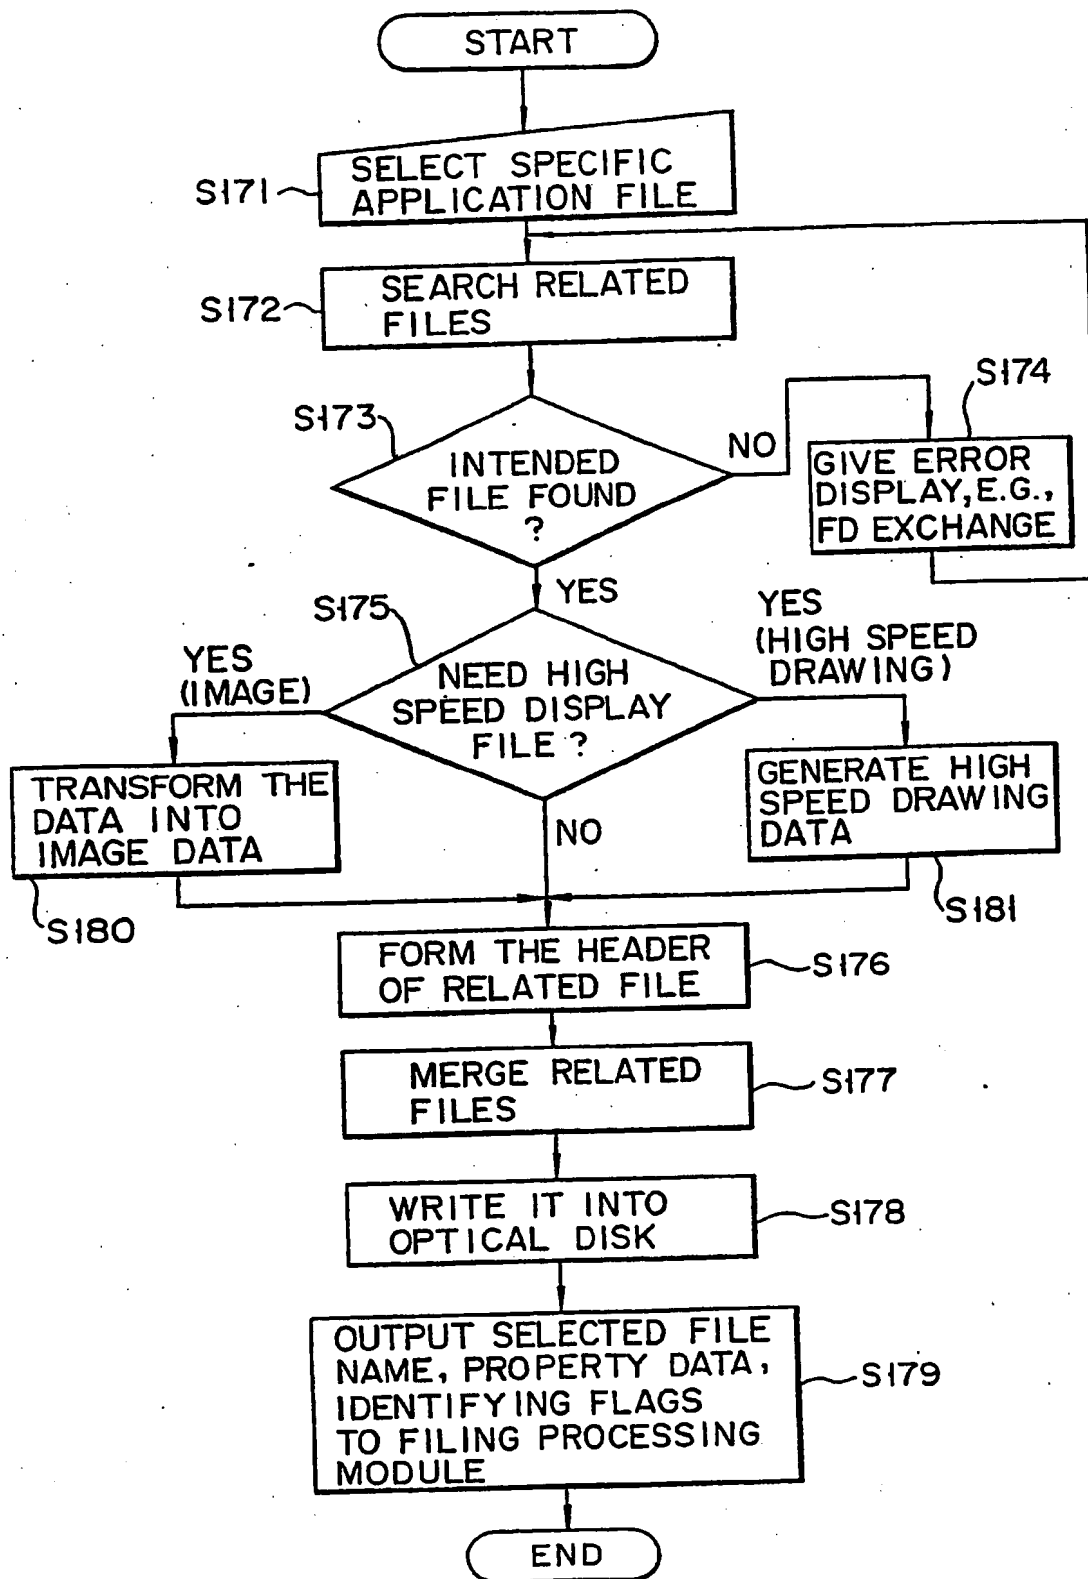 START
S171
SELECT SPECIFIC
APPLICATION FILE
S172
SEARCH RELATED
FILES
S173
INTENDED
FILE FOUND
?
NO
S174
GIVE ERROR
DISPLAY, E.G.,
FD EXCHANGE
YES
S175
NEED HIGH
SPEED DISPLAY
FILE ?
YES
(IMAGE)
YES
(HIGH SPEED
DRAWING)
TRANSFORM THE
DATA INTO
IMAGE DATA
S180
NO
GENERATE HIGH
SPEED DRAWING
DATA
S181
FORM THE HEADER
OF RELATED FILE
S176
MERGE RELATED
FILES
S177
WRITE IT INTO
OPTICAL DISK
S178
OUTPUT SELECTED FILE
NAME, PROPERTY DATA,
IDENTIFYING FLAGS
TO FILING PROCESSING
MODULE
S179
END